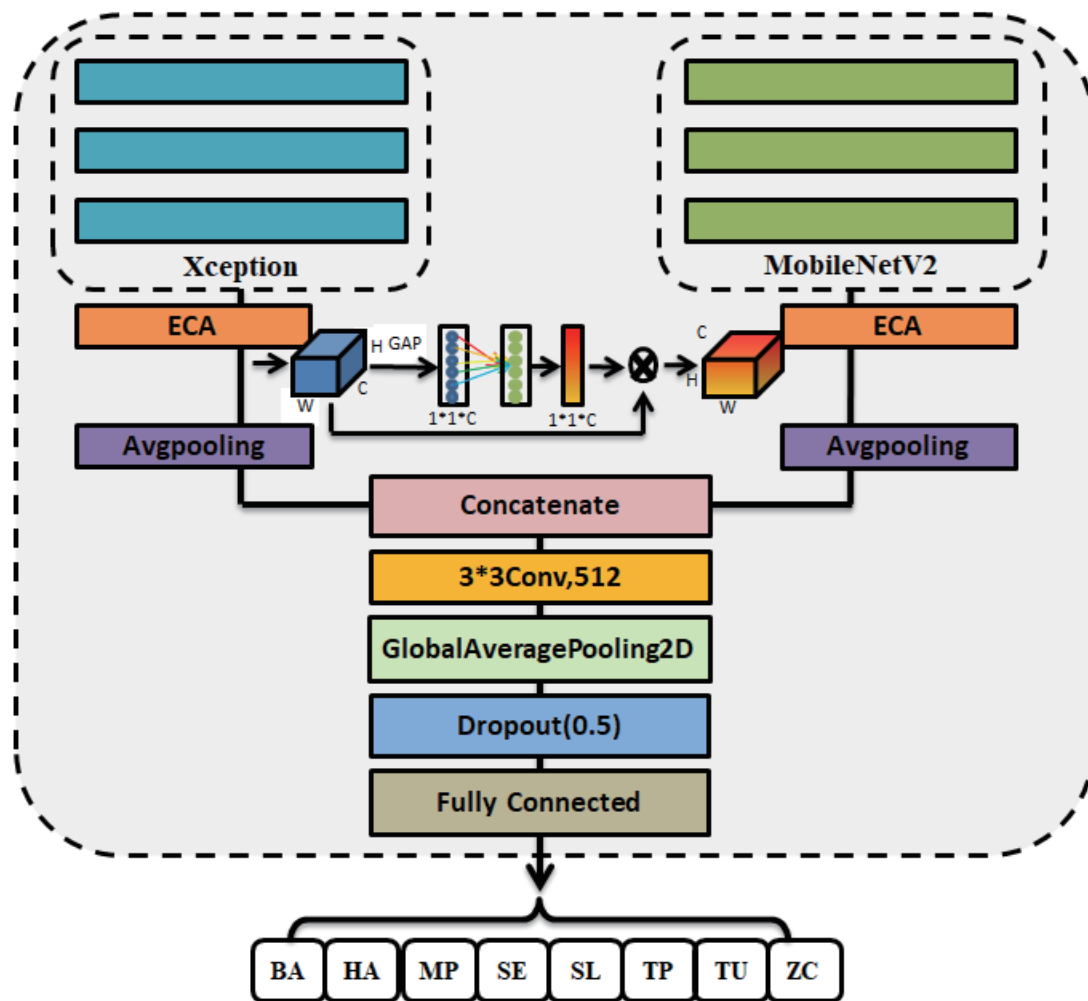 Xception
MobileNetV2
ECA
ECA
H GAP
C
W
1*1*C
1*1*C
C
H
W
Avgpooling
Avgpooling
Concatenate
3*3Conv,512
GlobalAveragePooling2D
Dropout(0.5)
Fully Connected
BA HA MP SE SL TP TU ZC